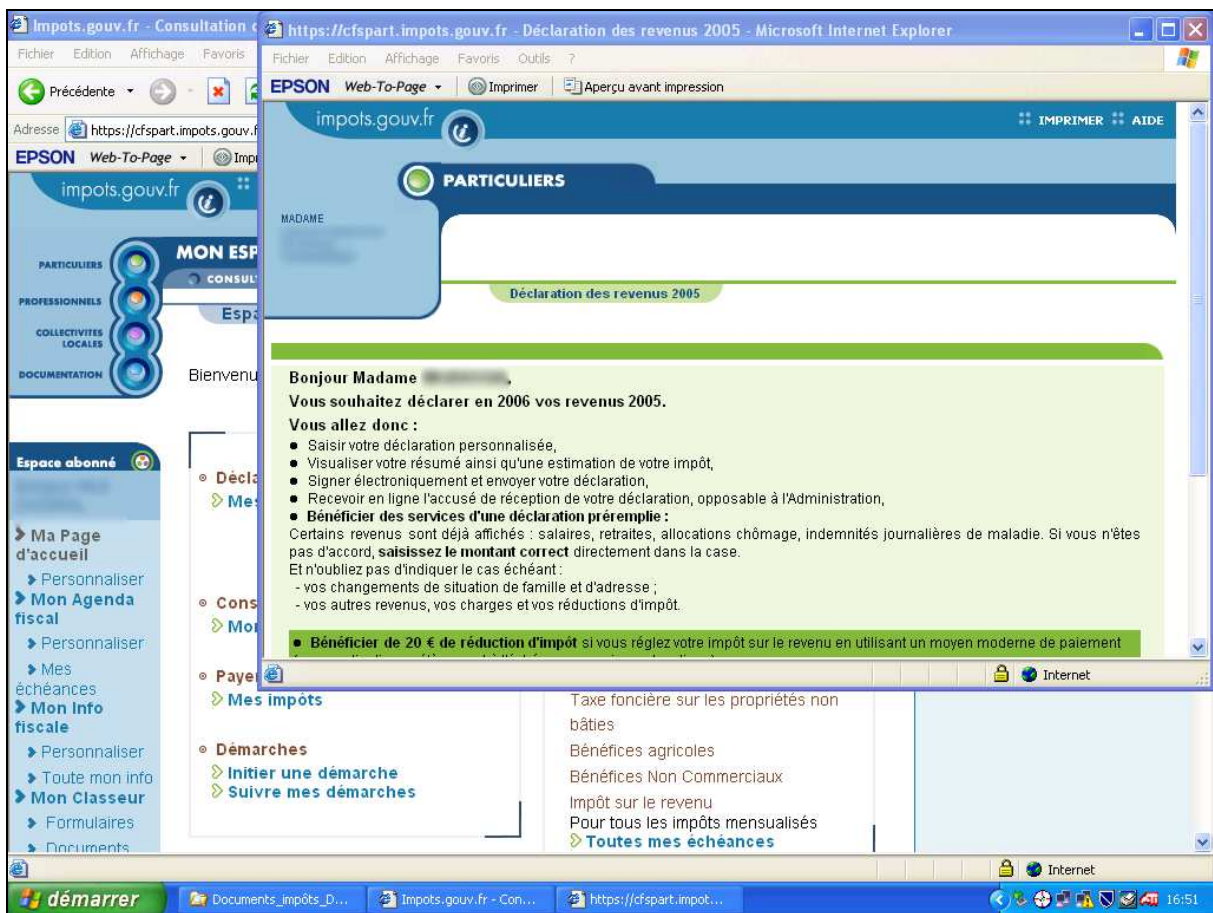 Impots.gouv.fr - Consultation
Fichier Edition Affichage Favoris
Précédente
Adresse https://cfspart.impots.gouv.f
EPSON Web-To-Page
impots.gouv.fr
PARTICULIERS
PROFESSIONNELS
COLLECTIVITES
LOCALES
DOCUMENTATION
MON ESP
CONSUL
Espa
Bienvenu
Espace abonné
Ma Page
d'accueil
Personnaliser
Mon Agenda
fiscal
Personnaliser
Mes
échéances
Mon Info
fiscale
Personnaliser
Toute mon info
Mon Classeur
Formulaires
Documents
Décla
Mes
Cons
Mon
Payer
Mes impôts
Démarches
Initier une démarche
Suivre mes démarches
Taxe foncière sur les propriétés non
bâties
Bénéfices agricoles
Bénéfices Non Commerciaux
Impôt sur le revenu
Pour tous les impôts mensualisés
Toutes mes échéances
Internet
https://cfspart.impots.gouv.fr - Déclaration des revenus 2005 - Microsoft Internet Explorer
Fichier Edition Affichage Favoris Outils ?
EPSON Web-To-Page Imprimer Aperçu avant impression
impots.gouv.fr
IMPRIMER AIDE
PARTICULIERS
MADAME
Déclaration des revenus 2005
Bonjour Madame
Vous souhaitez déclarer en 2006 vos revenus 2005.
Vous allez donc :
● Saisir votre déclaration personnalisée,
● Visualiser votre résumé ainsi qu'une estimation de votre impôt,
● Signer électroniquement et envoyer votre déclaration,
● Recevoir en ligne l'accusé de réception de votre déclaration, opposable à l'Administration,
● Bénéficier des services d'une déclaration préremplie :
Certains revenus sont déjà affichés : salaires, retraites, allocations chômage, indemnités journalières de maladie. Si vous n'êtes
pas d'accord, saisissez le montant correct directement dans la case.
Et n'oubliez pas d'indiquer le cas échéant :
- vos changements de situation de famille et d'adresse ;
- vos autres revenus, vos charges et vos réductions d'impôt.
● Bénéficier de 20 € de réduction d'impôt si vous réglez votre impôt sur le revenu en utilisant un moyen moderne de paiement
Internet
démarrer
Documents_impôts_D...
Impots.gouv.fr - Con...
https://cfspart.impot...
16:51